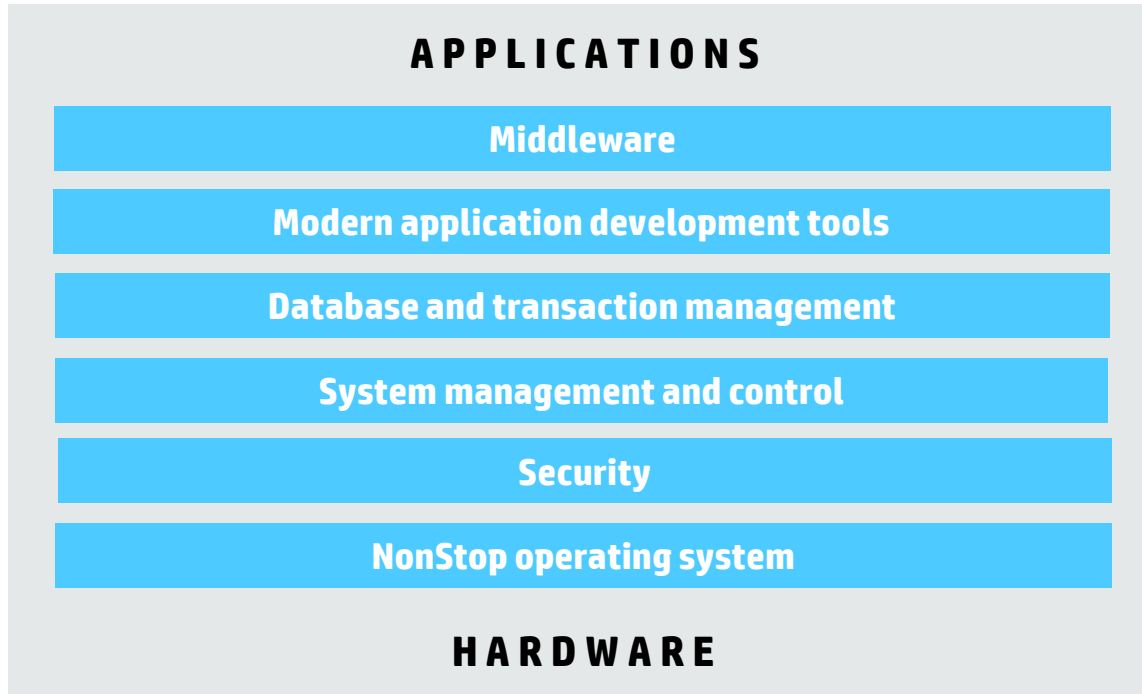 APPLICATIONS
Middleware
Modern application development tools
Database and transaction management
System management and control
Security
NonStop operating system
HARDWARE